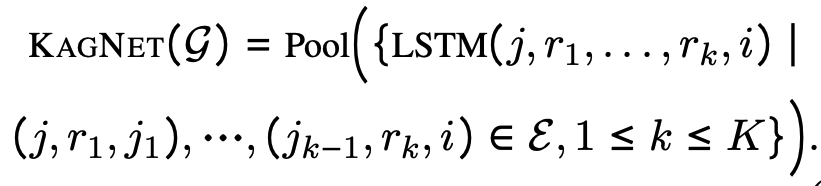 KAGNET(𝒢) = Pool({LSTM(j, r₁, . . . , rₖ, i) |
(j, r₁, j₁), ⋯, (jₖ₋₁, rₖ, i) ∈ ℰ, 1 ≤ k ≤ K}).